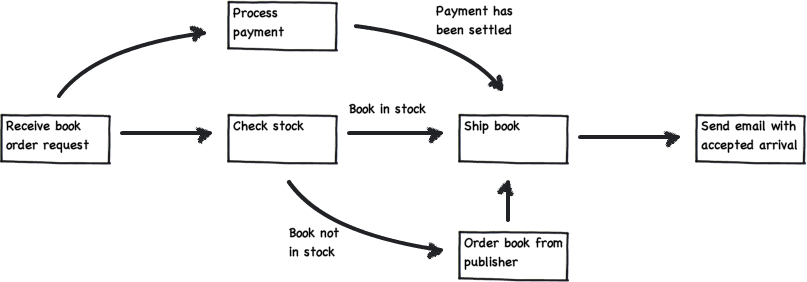 Process
payment
Payment has
been settled
Receive book
order request
Check stock
Book in stock
Ship book
Send email with
accepted arrival
Book not
in stock
Order book from
publisher